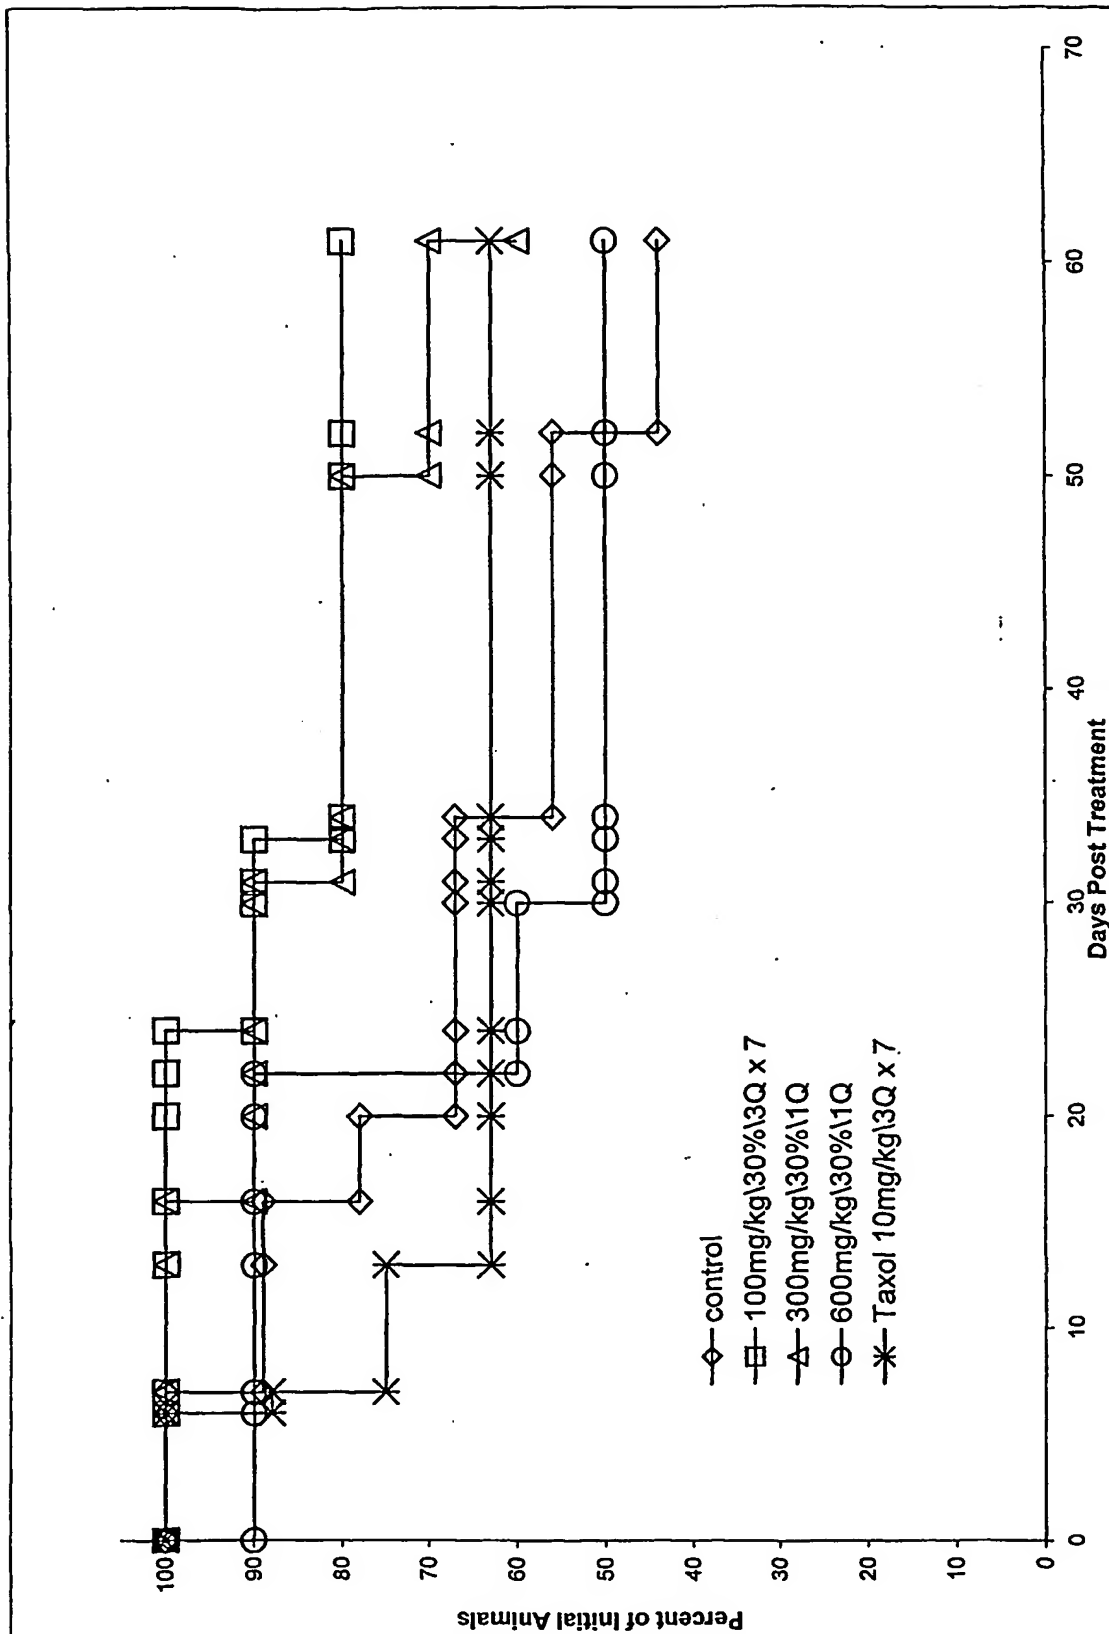 Percent of Initial Animals
100
90
80
70
60
50
40
30
20
10
0
control
100mg/kg\30%\3Q x 7
300mg/kg\30%\1Q
600mg/kg\30%\1Q
Taxol 10mg/kg\3Q x 7
0
10
20
30
40
50
60
70
Days Post Treatment